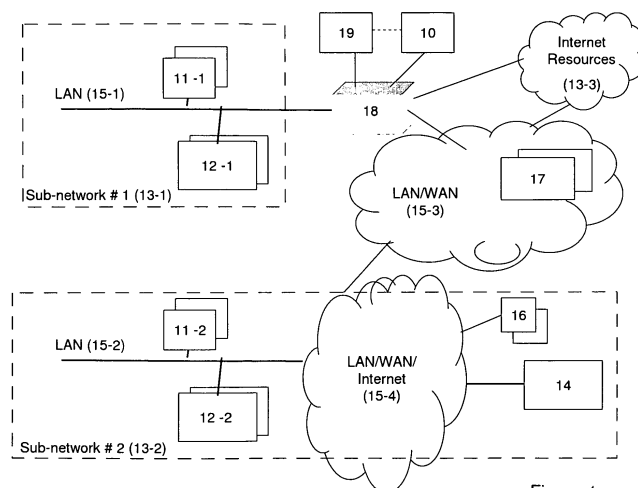 19
10
Internet
Resources
(13-3)
11 -1
LAN (15-1)
18
12 -1
17
LAN/WAN
(15-3)
Sub-network # 1 (13-1)
11 -2
16
LAN (15-2)
LAN/WAN/
Internet
(15-4)
14
12 -2
Sub-network # 2 (13-2)